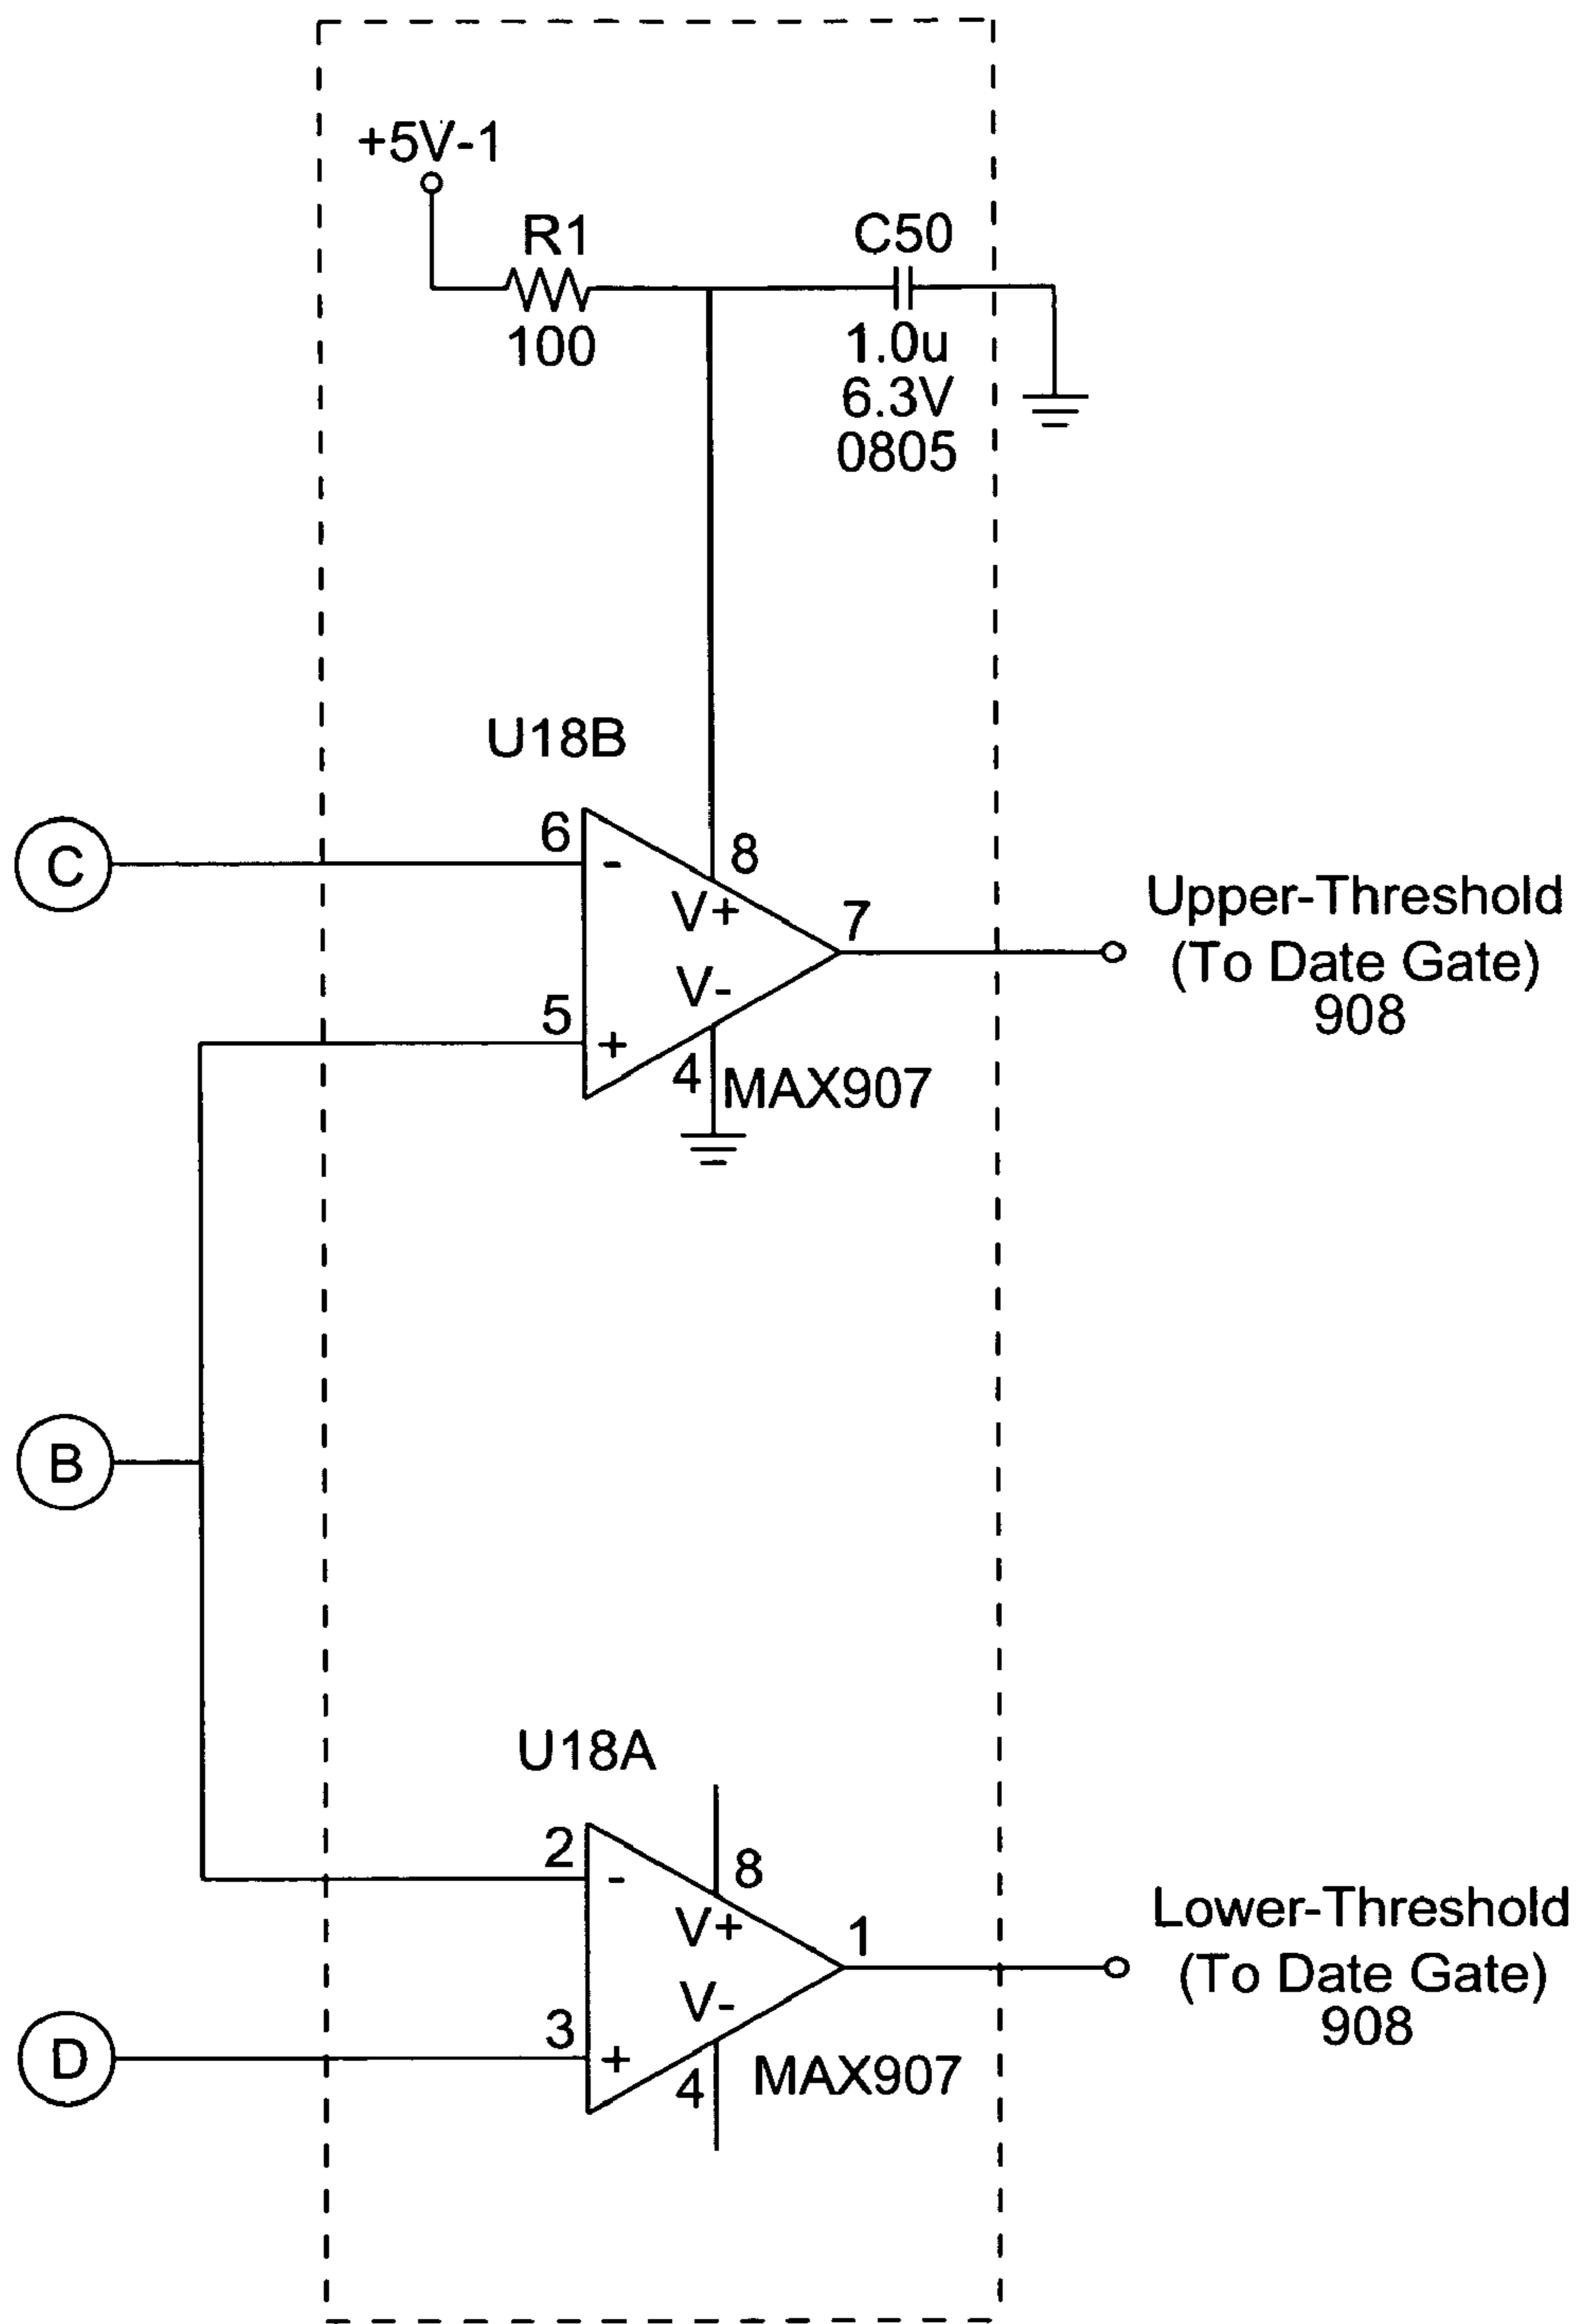 +5V-1
R1
100
C50
1.0u
6.3V
0805
U18B
C
6
-
8
V+
7
V-
5
+
4
MAX907
Upper-Threshold
(To Date Gate)
908
B
U18A
2
-
8
V+
1
V-
3
+
4
MAX907
D
Lower-Threshold
(To Date Gate)
908